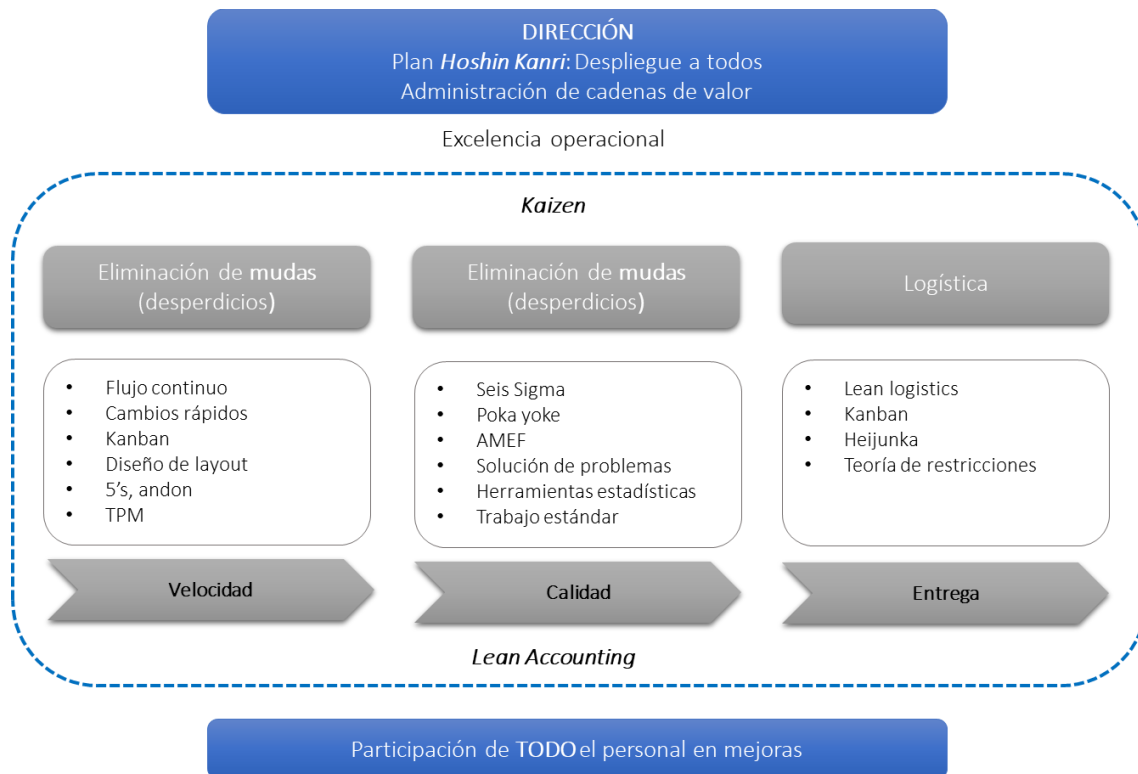 DIRECCIÓN
Plan Hoshin Kanri: Despliegue a todos
Administración de cadenas de valor
Excelencia operacional
Kaizen
Eliminación de mudas
(desperdicios)
• Flujo continuo
• Cambios rápidos
• Kanban
• Diseño de layout
• 5's, andon
• TPM
Velocidad
Eliminación de mudas
(desperdicios)
• Seis Sigma
• Poka yoke
• AMEF
• Solución de problemas
• Herramientas estadísticas
• Trabajo estándar
Calidad
Logística
• Lean logistics
• Kanban
• Heijunka
• Teoría de restricciones
Entrega
Lean Accounting
Participación de TODO el personal en mejoras